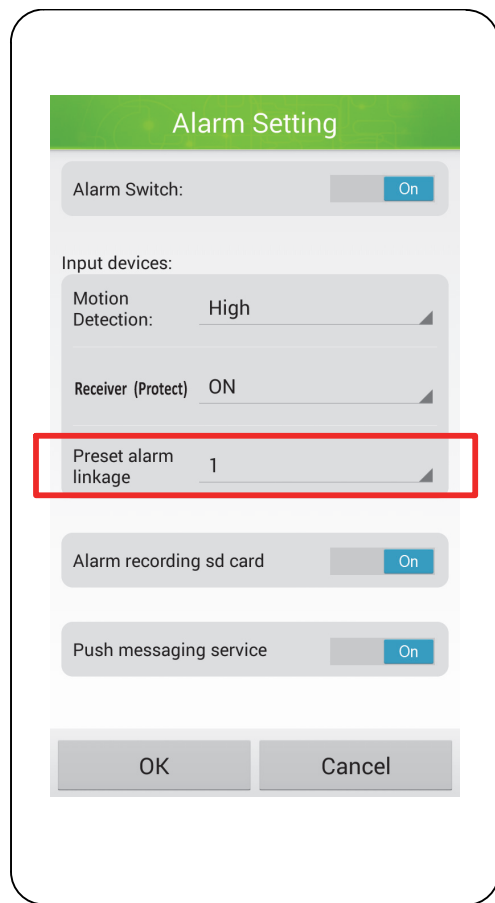 Alarm Setting
Alarm Switch:
On
Input devices:
Motion
Detection:
High
Receiver (Protect)
ON
Preset alarm
linkage
1
Alarm recording sd card
On
Push messaging service
On
OK
Cancel